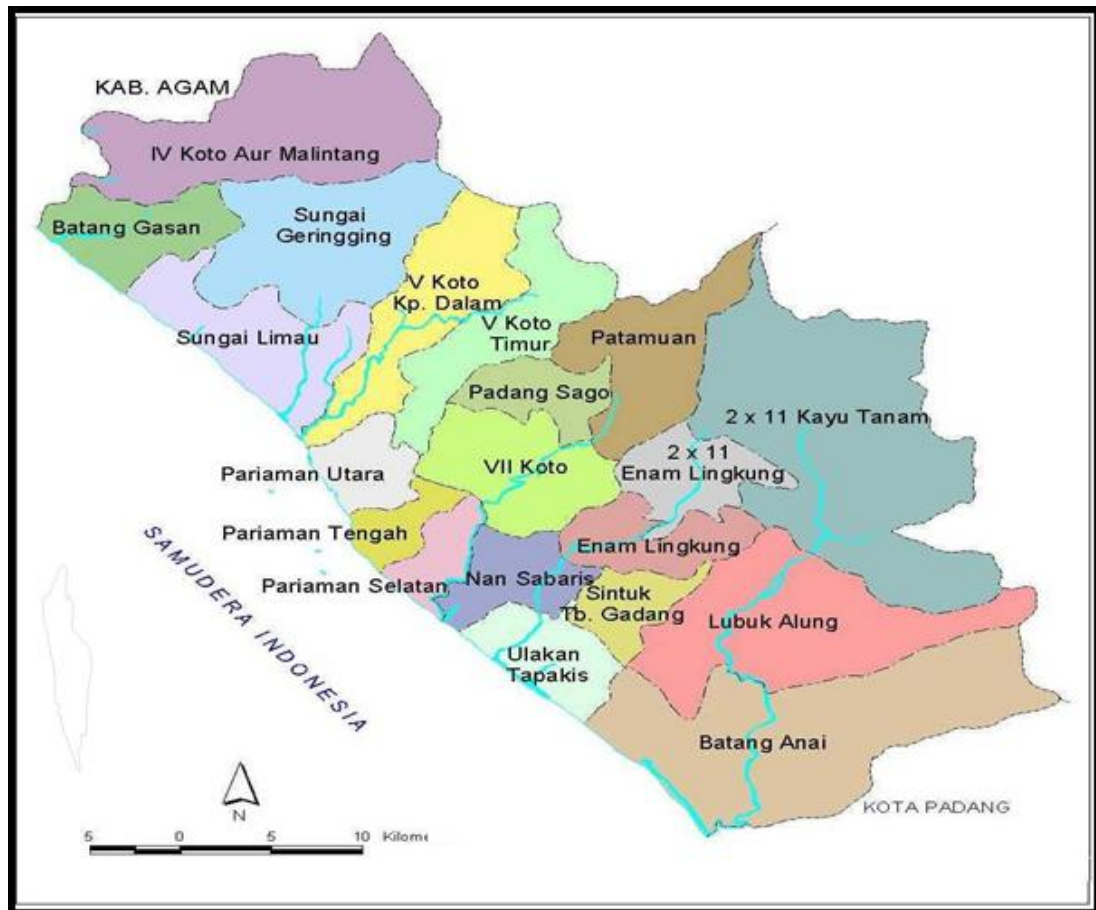 KAB. AGAM
IV Koto Aur Malintang
Batang Gasan
Sungai
Geringging
V Koto
Kp. Dalam
Sungai Limau
V Koto
Timur
Patamuan
Padang Sago
2 x 11 Kayu Tanam
2 x 11
Enam Lingkung
VII Koto
Pariaman Utara
Pariaman Tengah
Enam Lingkung
Pariaman Selatan
Nan Sabaris
Sintuk
Tb. Gadang
Lubuk Alung
Ulakan
Tapakis
SAMUDERA INDONESIA
Batang Anai
KOTA PADANG
N
5 0 5 10 Kilome